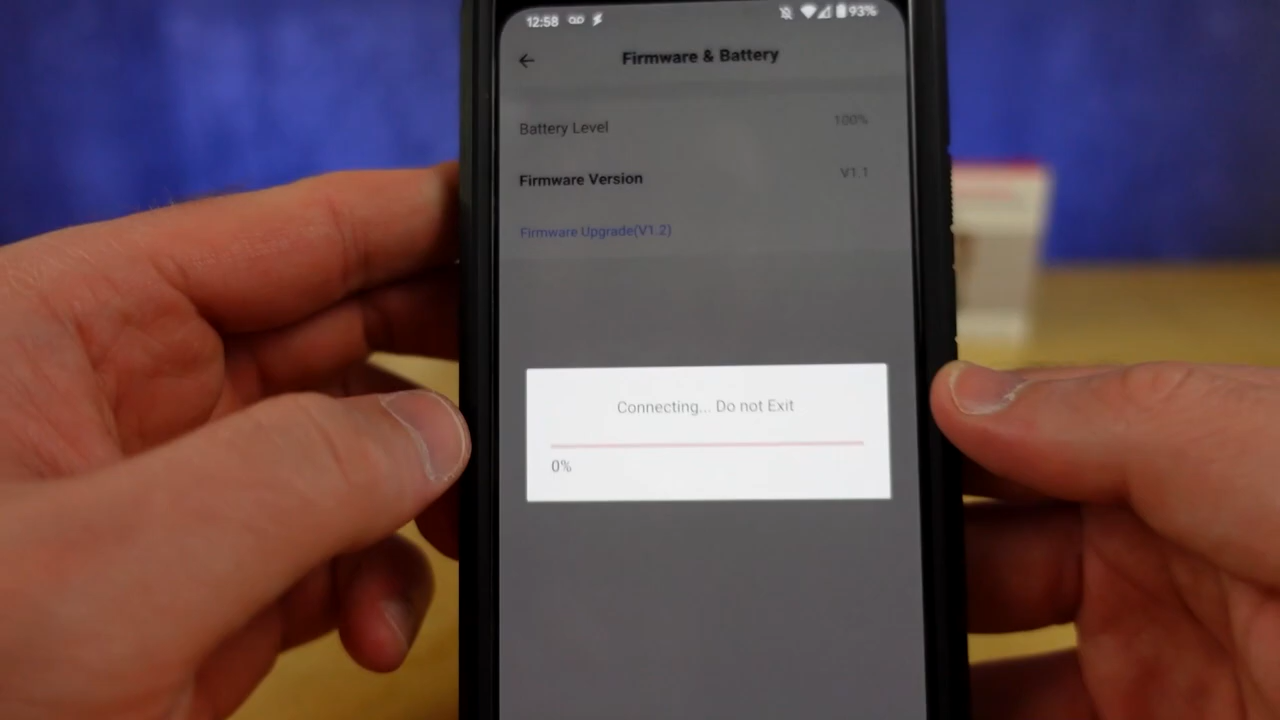 12:58
93%
Firmware & Battery
Battery Level 100%
Firmware Version V1.1
Firmware Upgrade(V1.2)
Connecting... Do not Exit
0%